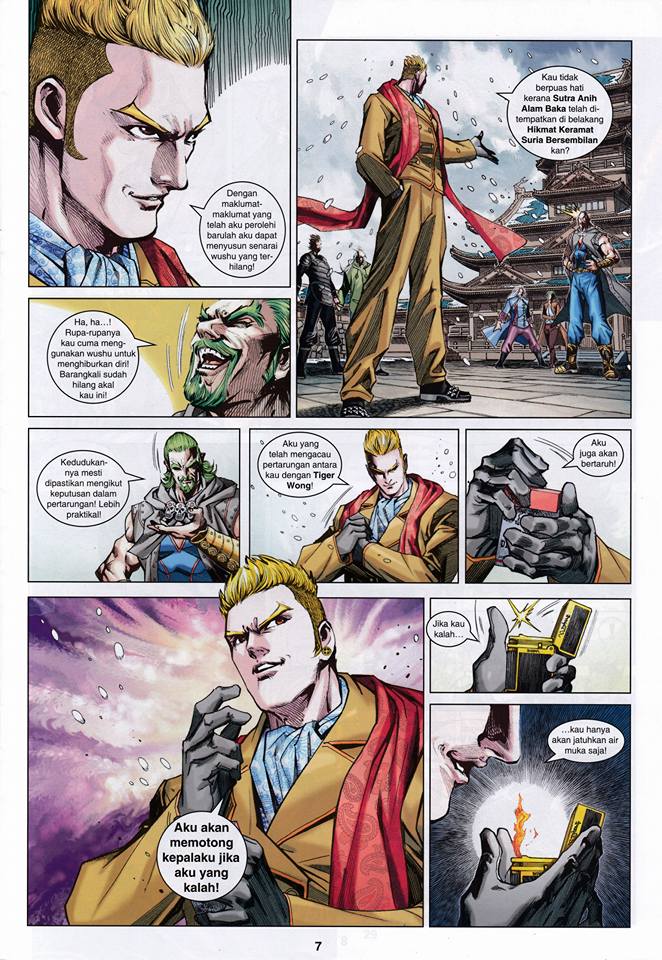 Dengan
maklumat-
maklumat yang
telah aku perolehi
barulah aku dapat
menyusun senarai
wushu yang ter-
hilang!
Kau tidak
berpuas hati
kerana Sutra Anih
Alam Baka telah di-
tempatkan di belakang
Hikmat Keramat
Suria Bersembilan
kan?
Ha, ha…!
Rupa-rupanya
kau cuma meng-
gunakan wushu untuk
menghiburkan diri!
Barangkali sudah
hilang akal
kau ini!
Kedudukan-
nya mesti
dipastikan mengikut
keputusan dalam
pertarungan! Lebih
praktikal!
Aku yang
telah mengacau
pertarungan antara
kau dengan Tiger
Wong!
Aku
juga akan
bertaruh!
Aku akan
memotong
kepalaku jika
aku yang
kalah!
Jika kau
kalah…
…kau hanya
akan jatuhkan air
muka saja!
7